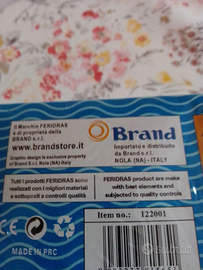 Il Marchio FERIDRAS
è di proprietà della
BRAND s.r.l.
www.brandstore.it
Graphic design is exclusive property
of Brand S.r.l. Nola (NA)-Italy
Brand
Importato e distribuito
da Brand s.r.l.
NOLA (NA) - ITALY
Tutti i prodotti FERIDRAS sono
realizzati con i migliori materiali
e sottoposti a controlli qualità
FERIDRAS product are make
with best elements and
subjected to quality controls
CE
MADE IN PRC
Item no.: 122001
subito